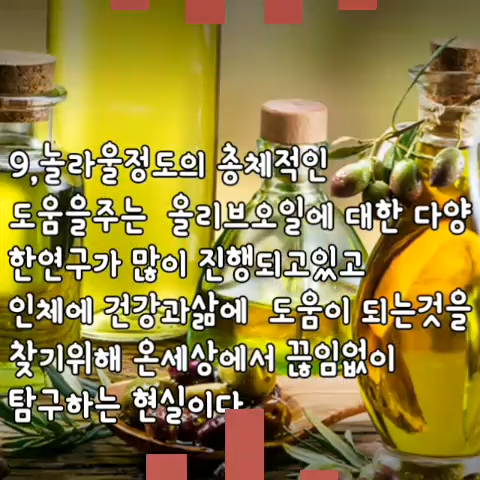 9,놀라울정도의 총체적인
도움을주는 올리브오일에 대한 다양
한연구가 많이 진행되고있고
인체에 건강과삶에 도움이 되는것을
찾기위해 온세상에서 끊임없이
탐구하는 현실이다